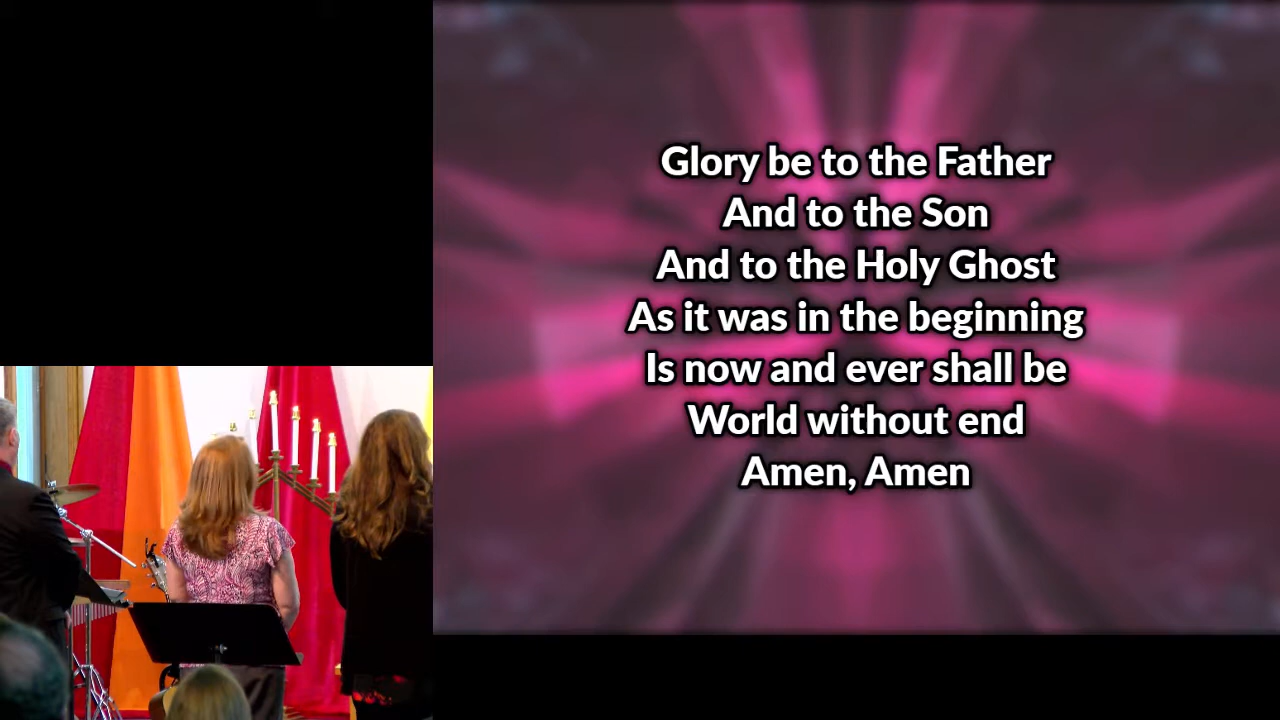 Glory be to the Father
And to the Son
And to the Holy Ghost
As it was in the beginning
Is now and ever shall be
World without end
Amen, Amen